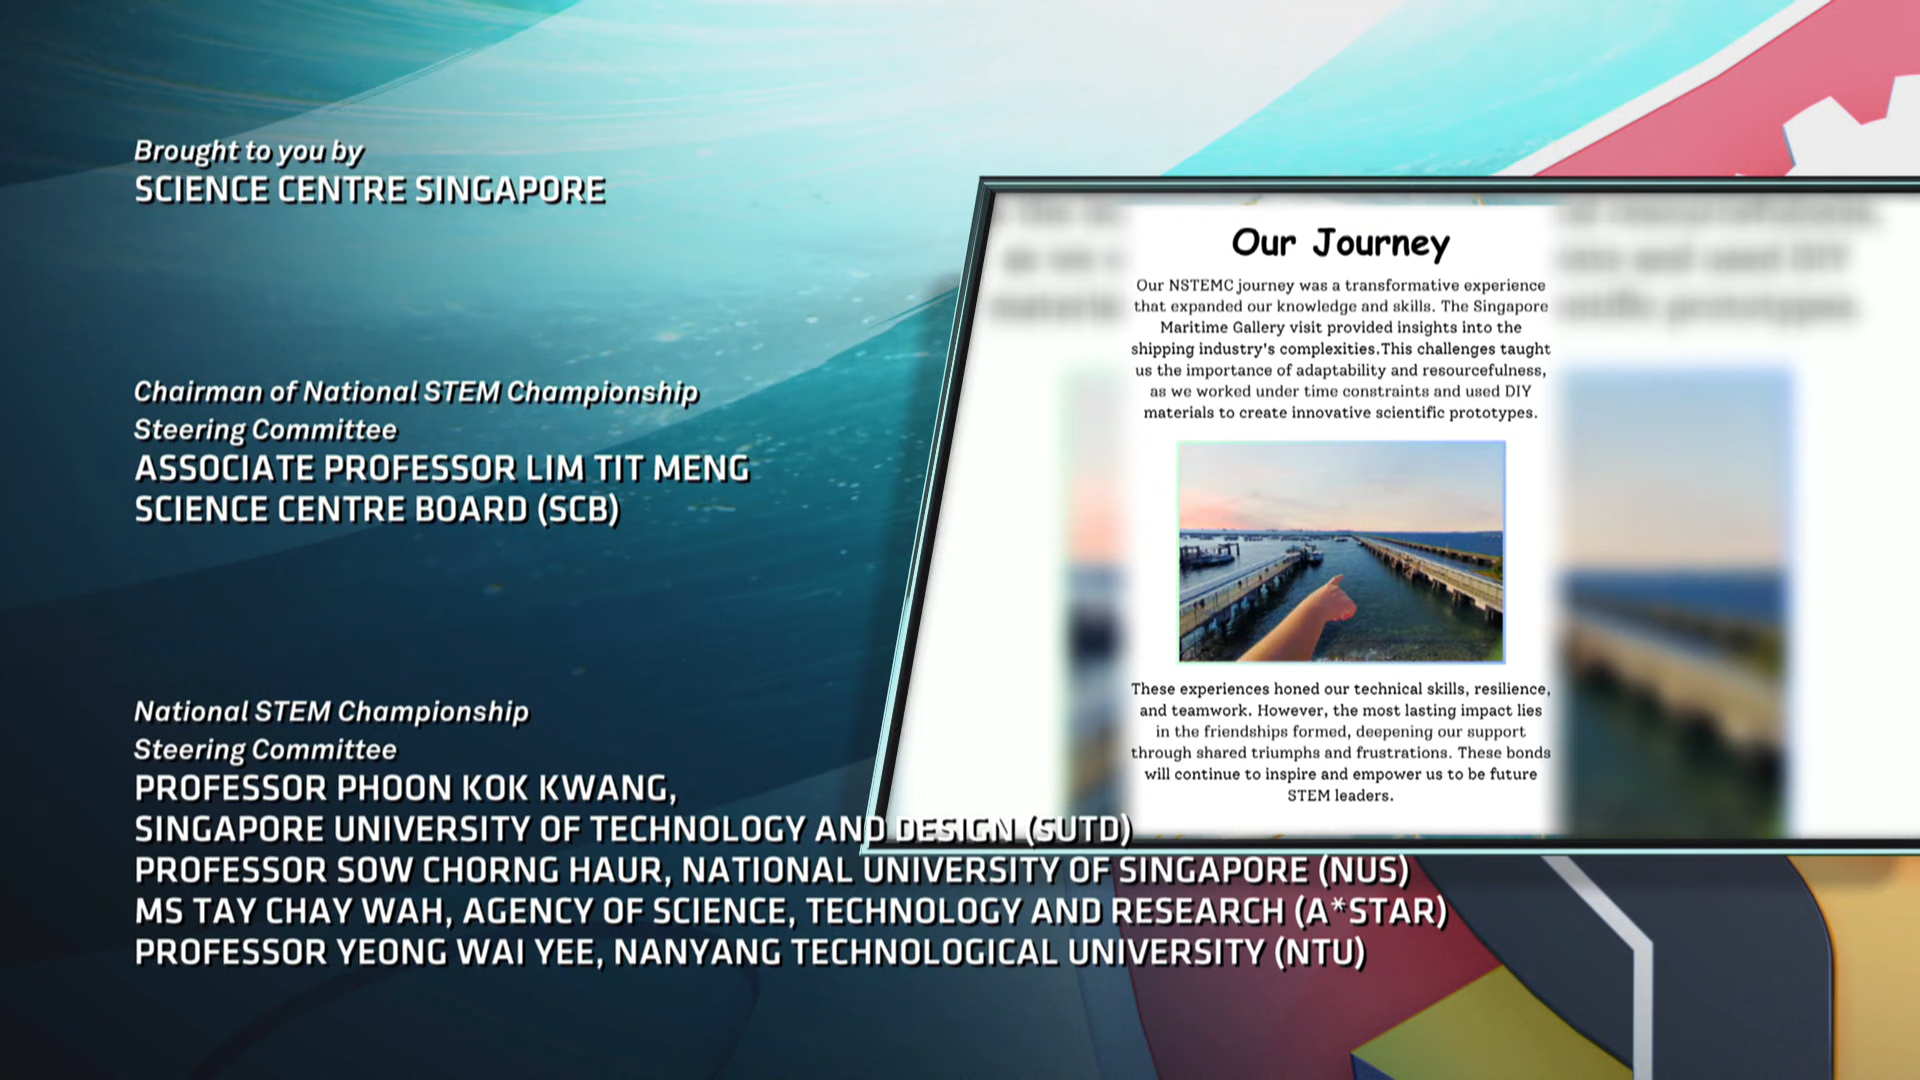 Brought to you by
SCIENCE CENTRE SINGAPORE
Chairman of National STEM Championship
Steering Committee
ASSOCIATE PROFESSOR LIM TIT MENG
SCIENCE CENTRE BOARD (SCB)
National STEM Championship
Steering Committee
PROFESSOR PHOON KOK KWANG,
SINGAPORE UNIVERSITY OF TECHNOLOGY AND DESIGN (SUTD)
PROFESSOR SOW CHORNG HAUR, NATIONAL UNIVERSITY OF SINGAPORE (NUS)
MS TAY CHAY WAH, AGENCY OF SCIENCE, TECHNOLOGY AND RESEARCH (A*STAR)
PROFESSOR YEONG WAI YEE, NANYANG TECHNOLOGICAL UNIVERSITY (NTU)
Our Journey
Our NSTEMC journey was a transformative experience
that expanded our knowledge and skills. The Singapore
Maritime Gallery visit provided insights into the
shipping industry's complexities.This challenges taught
us the importance of adaptability and resourcefulness,
as we worked under time constraints and used DIY
materials to create innovative scientific prototypes.
These experiences honed our technical skills, resilience,
and teamwork. However, the most lasting impact lies
in the friendships formed, deepening our support
through shared triumphs and frustrations. These bonds
will continue to inspire and empower us to be future
STEM leaders.